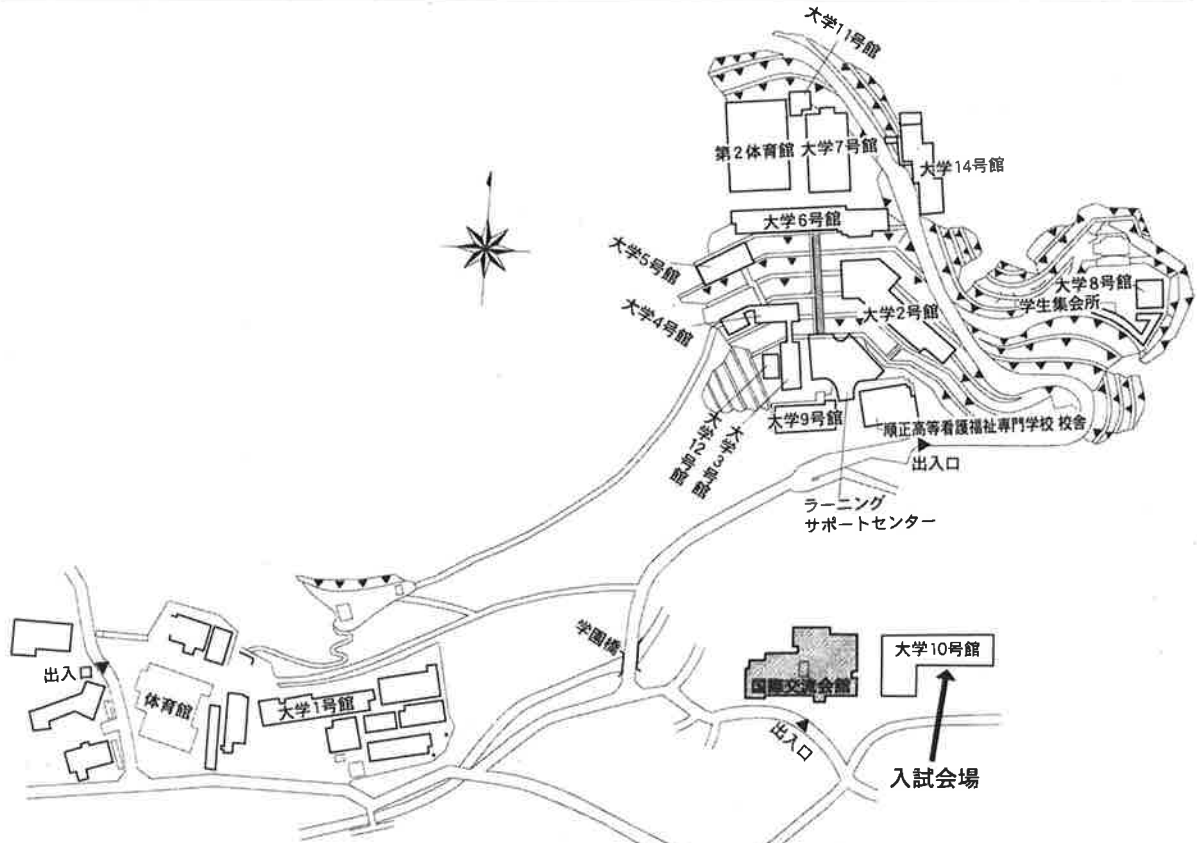 大学11号館
第2体育館
大学7号館
大学14号館
大学6号館
大学5号館
大学8号館
学生集会所
大学4号館
大学2号館
大学9号館
順正高等看護福祉専門学校 校舎
大学12号館
大学3号館
出入口
ラーニング
サポートセンター
学園橋
大学10号館
出入口
体育館
大学1号館
国際交流会館
出入口
入試会場